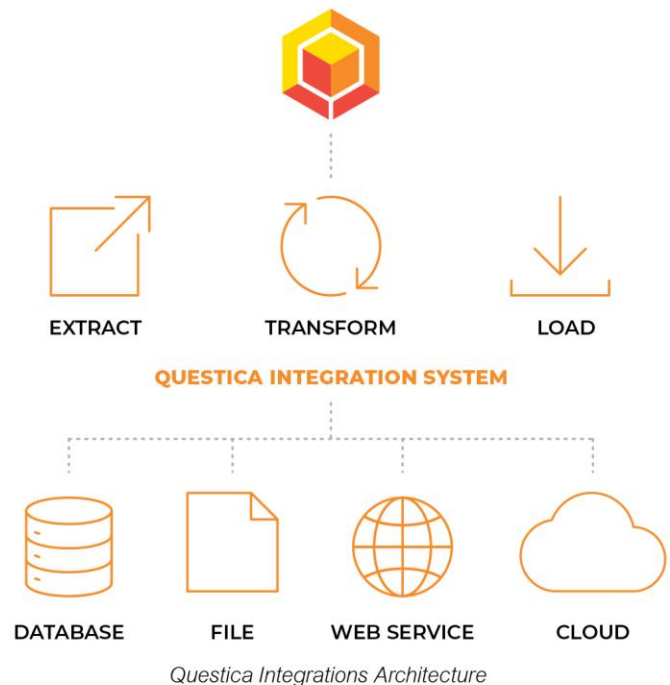 EXTRACT TRANSFORM LOAD
QUESTICA INTEGRATION SYSTEM
DATABASE FILE WEB SERVICE CLOUD
Questica Integrations Architecture